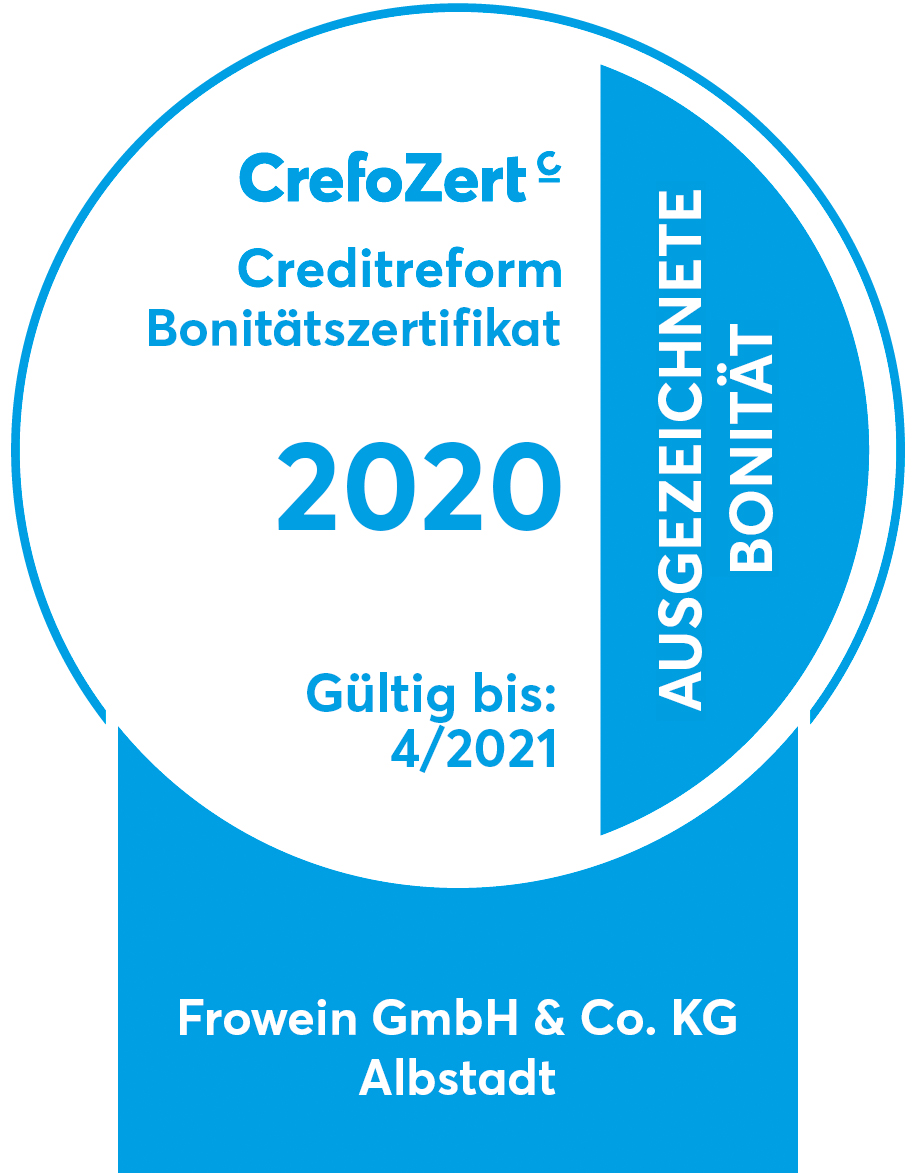 CrefoZert
Creditreform
Bonitätszertifikat
2020
Gültig bis:
4/2021
AUSGEZEICHNETE
BONITÄT
Frowein GmbH & Co. KG
Albstadt